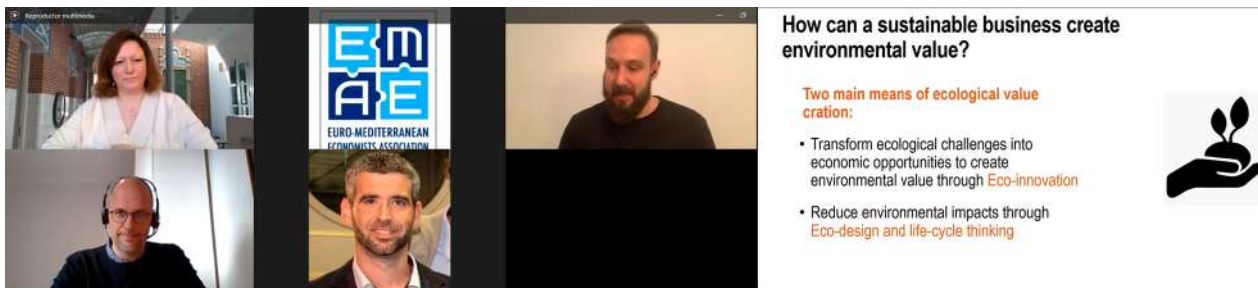 Reproductor multimedia
EMAE
EURO-MEDITERRANEAN
ECONOMISTS ASSOCIATION
How can a sustainable business create
environmental value?
Two main means of ecological value
cration:
• Transform ecological challenges into
economic opportunities to create
environmental value through Eco-innovation
• Reduce environmental impacts through
Eco-design and life-cycle thinking